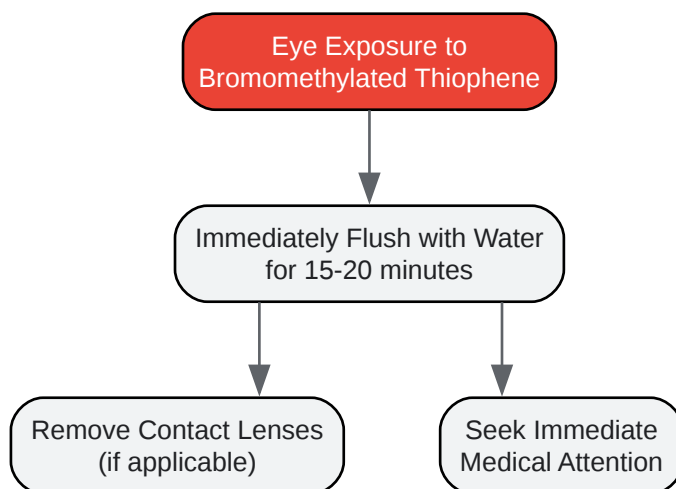 Eye Exposure to
Bromomethylated Thiophene
Immediately Flush with Water
for 15-20 minutes
Remove Contact Lenses
(if applicable)
Seek Immediate
Medical Attention